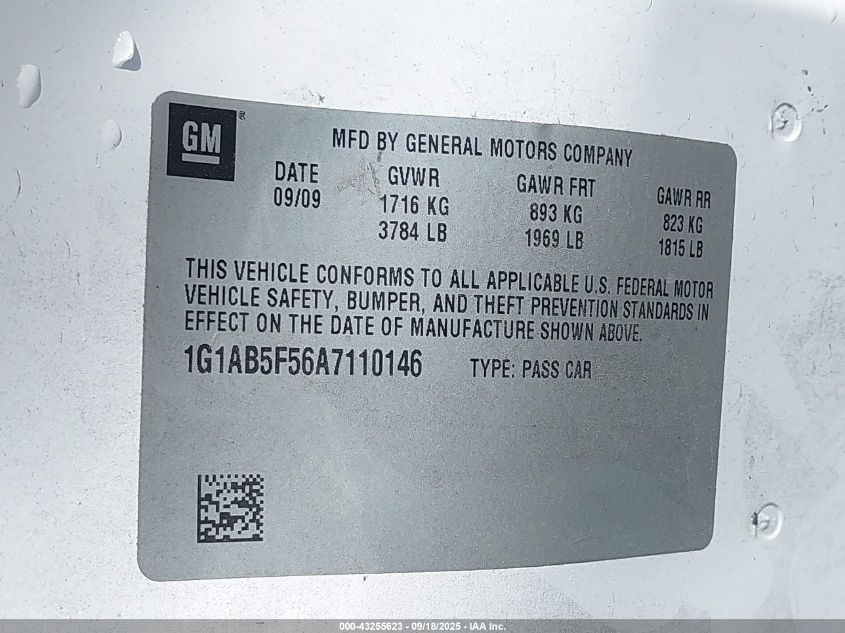 GM ®
MFD BY GENERAL MOTORS COMPANY
DATE GVWR GAWR FRT GAWR RR
09/09 1716 KG 893 KG 823 KG
3784 LB 1969 LB 1815 LB
THIS VEHICLE CONFORMS TO ALL APPLICABLE U.S. FEDERAL MOTOR
VEHICLE SAFETY, BUMPER, AND THEFT PREVENTION STANDARDS IN
EFFECT ON THE DATE OF MANUFACTURE SHOWN ABOVE.
1G1AB5F56A7110146 TYPE: PASS CAR
000-43255623 - 09/18/2025 - IAA Inc.